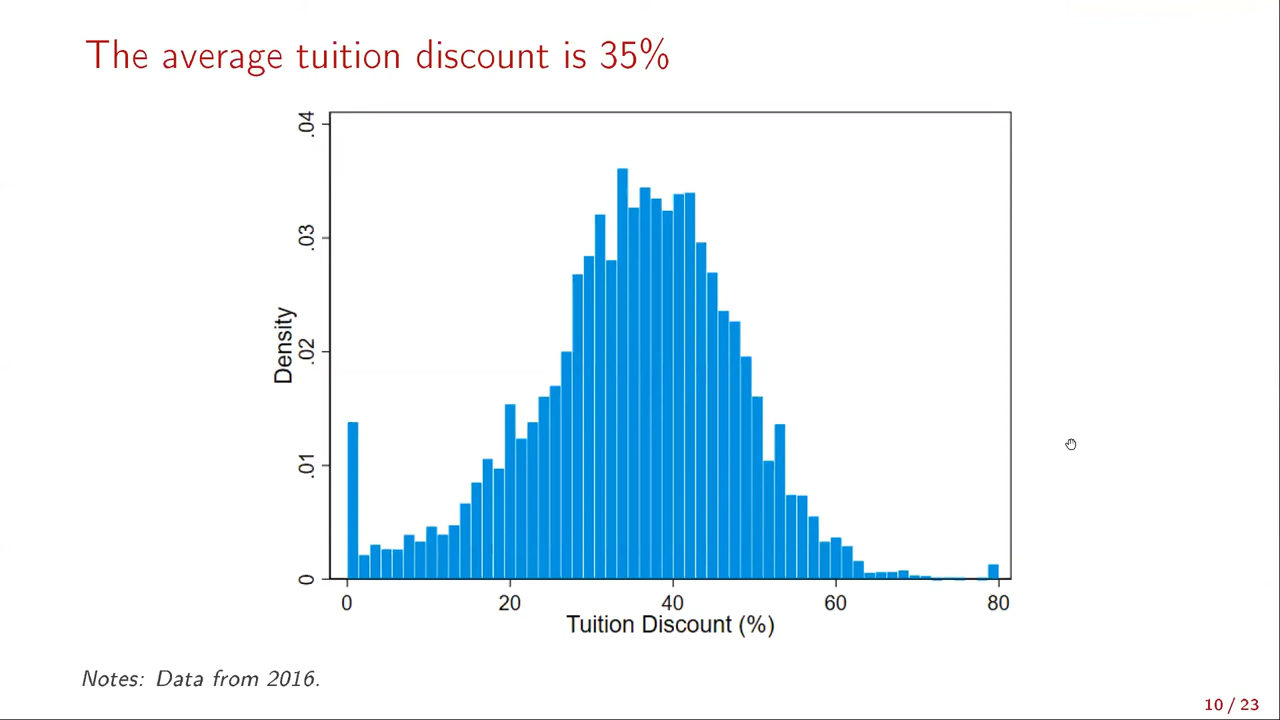 The average tuition discount is 35%
.04
.03
.02
.01
0
Density
0 20 40 60 80
Tuition Discount (%)
Notes: Data from 2016.
10 / 23